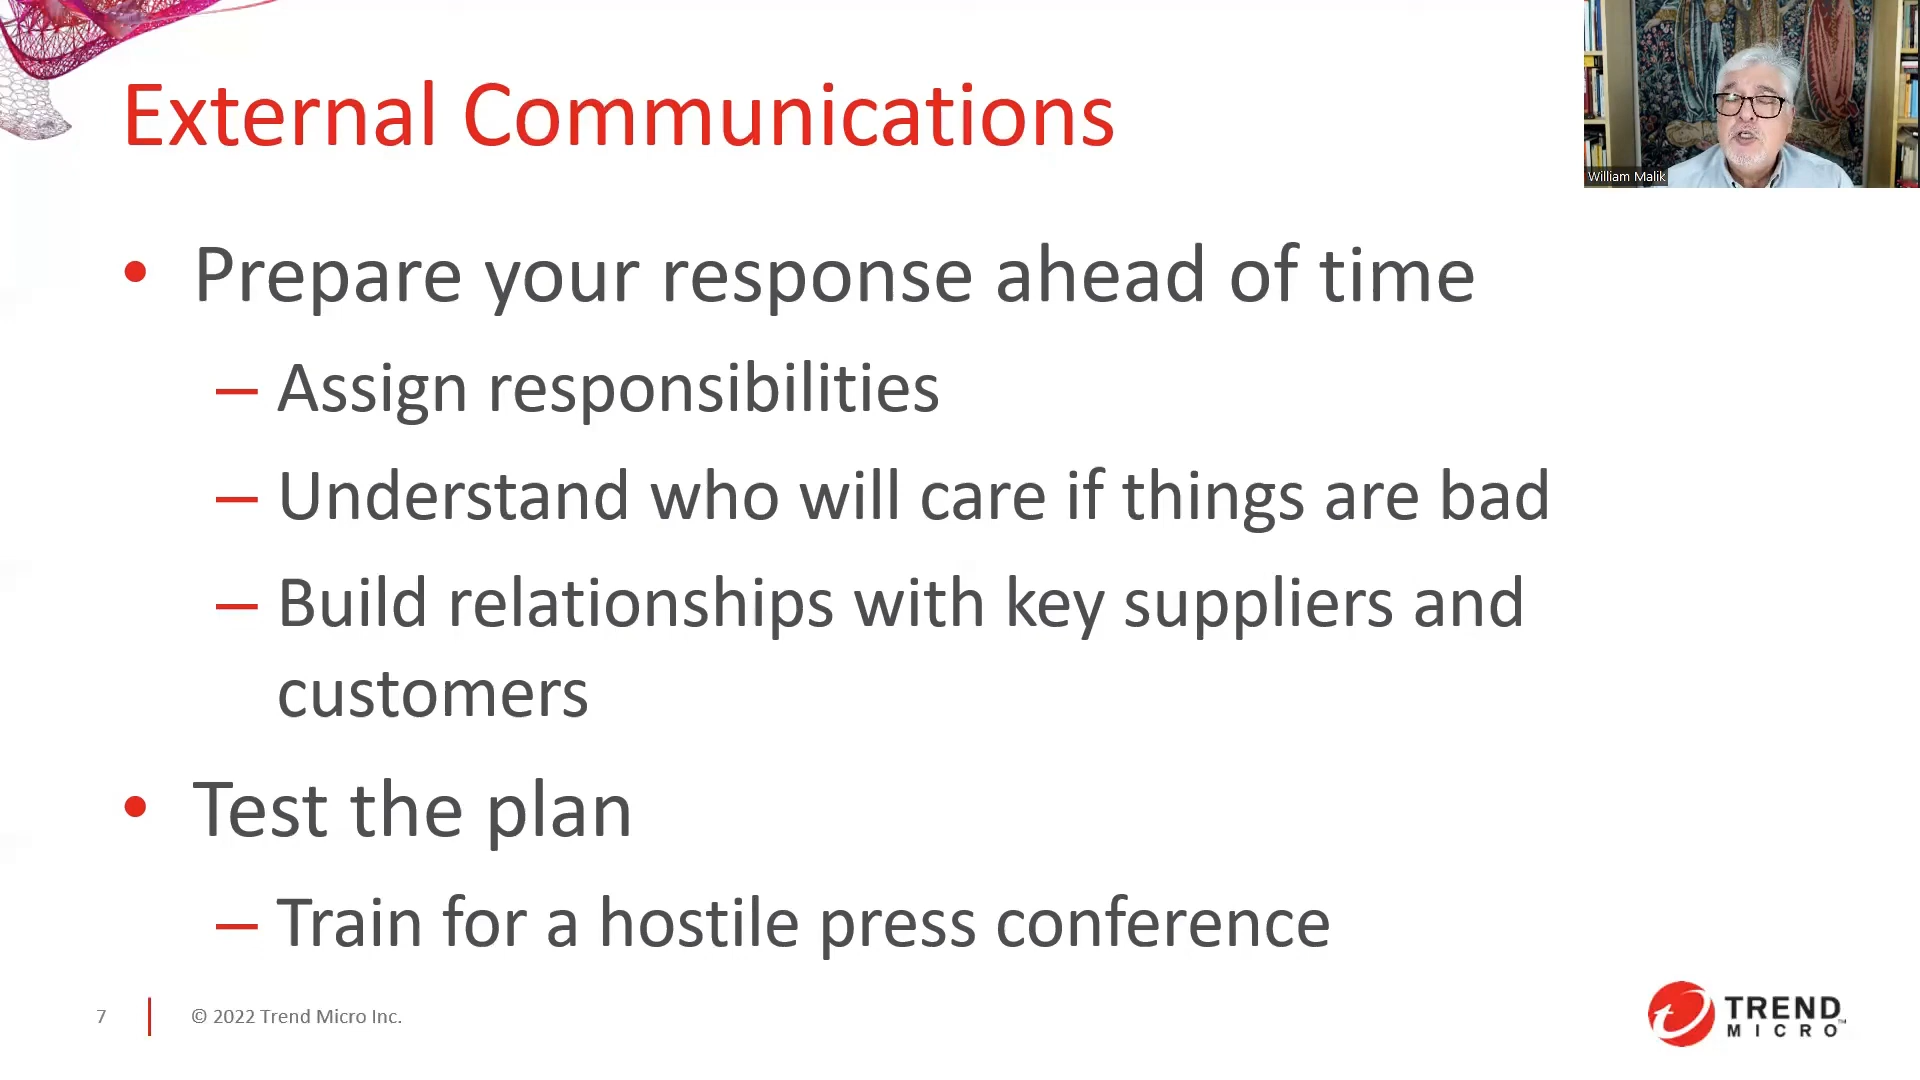 External Communications
William Malik
• Prepare your response ahead of time
– Assign responsibilities
– Understand who will care if things are bad
– Build relationships with key suppliers and
customers
• Test the plan
– Train for a hostile press conference
7
© 2022 Trend Micro Inc.
TREND
MICRO™